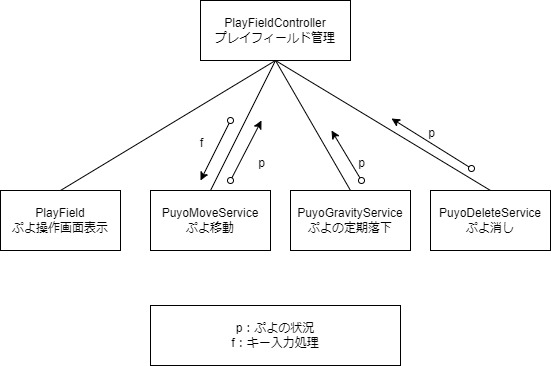 PlayFieldController
プレイフィールド管理
f
p
p
p
PlayField
ぷよ操作画面表示
PuyoMoveService
ぷよ移動
PuyoGravityService
ぷよの定期落下
PuyoDeleteService
ぷよ消し
p：ぷよの状況
f：キー入力処理